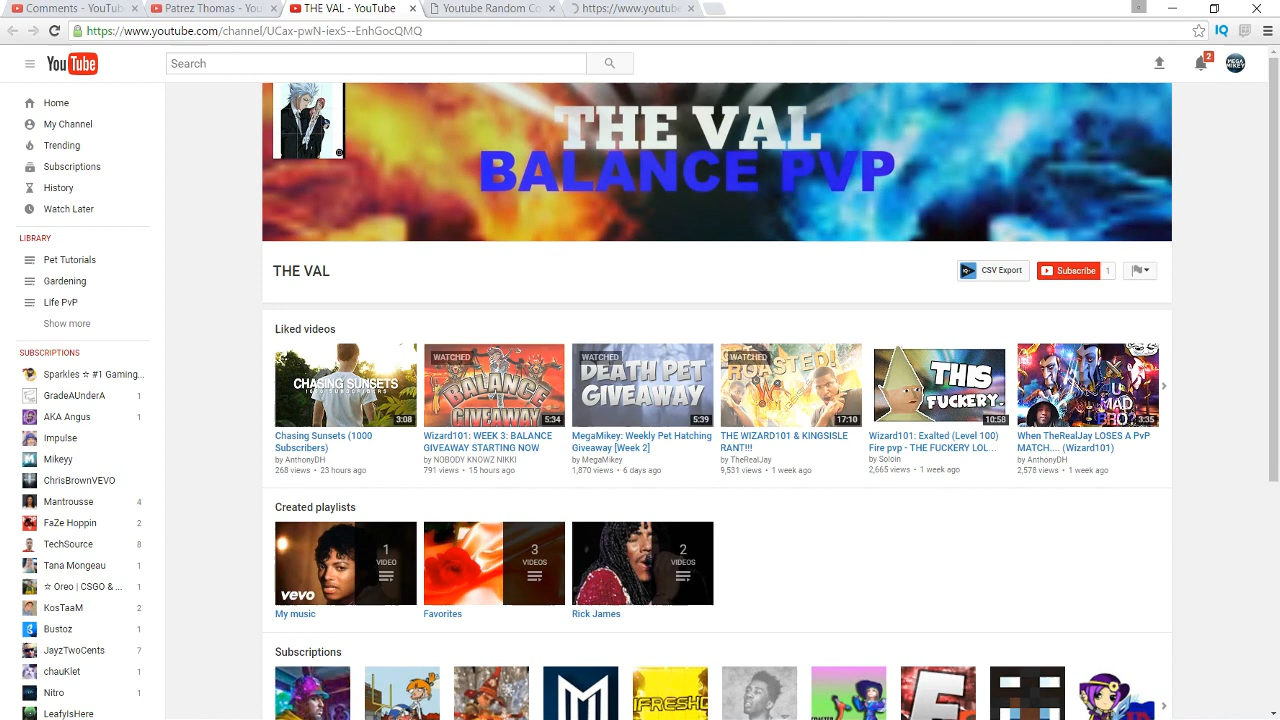 Comments - YouTube
Patrez Thomas - You
THE VAL - YouTube
Youtube Random Co
https://www.youtube
https://www.youtube.com/channel/UCax-pwN-iexS--EnhGocQMQ
IQ
YouTube
Search
2
MEGA MIKEY
Home
My Channel
Trending
Subscriptions
History
Watch Later
LIBRARY
Pet Tutorials
Gardening
Life PvP
Show more
SUBSCRIPTIONS
Sparkles ☆ #1 Gaming...
GradeAUnderA 1
AKA Angus 1
Impulse
Mikeyy
ChrisBrownVEVO
Mantrousse 4
FaZe Hoppin 2
TechSource 8
Tana Mongeau 1
☆ Oreo | CSGO & ... 1
KosTaaM 2
Bustoz 1
JayzTwoCents 7
chauKlet 1
Nitro 1
LeafyIsHere
THE VAL
BALANCE PVP
THE VAL
CSV Export
Subscribe 1
Liked videos
CHASING SUNSETS
3:08
Chasing Sunsets (1000
Subscribers)
by AnthonyDH
268 views • 23 hours ago
WATCHED
BALANCE
GIVEAWAY
5:34
Wizard101: WEEK 3: BALANCE
GIVEAWAY STARTING NOW
by NOBODY KNOWZ NIKKI
791 views • 15 hours ago
WATCHED
DEATH PET
GIVEAWAY
5:39
MegaMikey: Weekly Pet Hatching
Giveaway [Week 2]
by MegaMikey
1,870 views • 6 days ago
WATCHED
ROASTED!
17:10
THE WIZARD101 & KINGSISLE
RANT!!!
by TheRealJay
9,531 views • 1 week ago
THIS
FUCKERY.
10:58
Wizard101: Exalted (Level 100)
Fire pvp - THE FUCKERY LOL...
by Solin
2,665 views • 1 week ago
U
MAD
BRO?
3:35
When TheRealJay LOSES A PvP
MATCH.... (Wizard101)
by AnthonyDH
2,578 views • 1 week ago
Created playlists
vevo
1
VIDEO
My music
3
VIDEOS
Favorites
2
VIDEOS
Rick James
Subscriptions